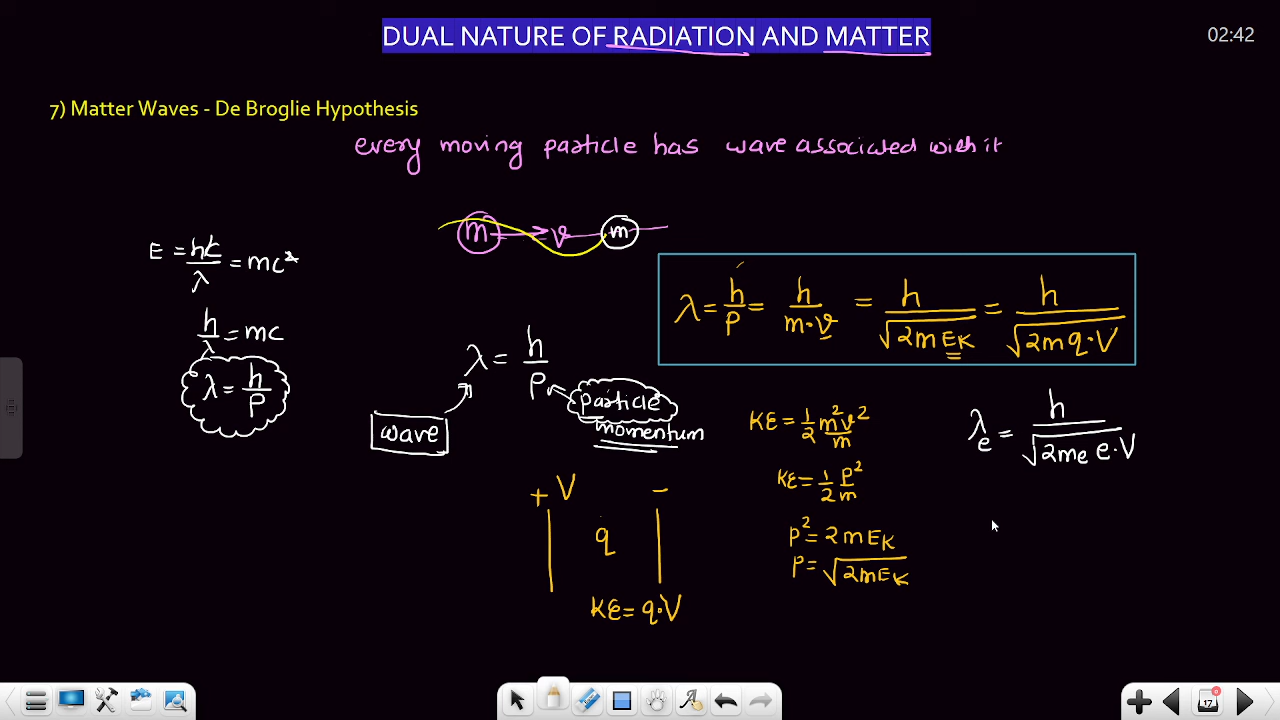 DUAL NATURE OF RADIATION AND MATTER
02:42
7) Matter Waves - De Broglie Hypothesis
every moving particle has wave associated with it
m v m
E = hc/λ = mc²
h/λ = mc
λ = h/P
λ = h/P
wave
particle
momentum
λ = h/P = h/m·v = h/√2mEK = h/√2mq·V
KE = 1/2 m²v²/m
KE = 1/2 P²/m
P² = 2mEK
P = √2mEK
λe = h/√2me e·V
+ V -
q
KE = q·V
17